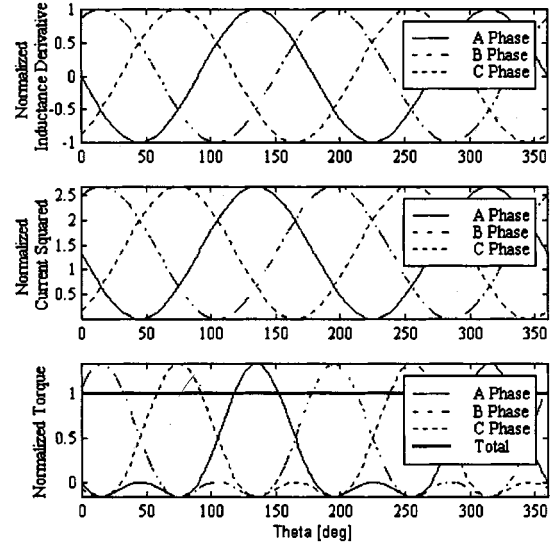 Normalized
Inductance Derivative
1
0.5
0
-0.5
-1
0
50
100
150
200
250
300
350
A Phase
B Phase
C Phase
Normalized
Current Squared
2.5
2
1.5
1
0.5
0
50
100
150
200
250
300
350
A Phase
B Phase
C Phase
Normalized Torque
1
0.5
0
0
50
100
150
200
250
300
350
A Phase
B Phase
C Phase
Total
Theta [deg]